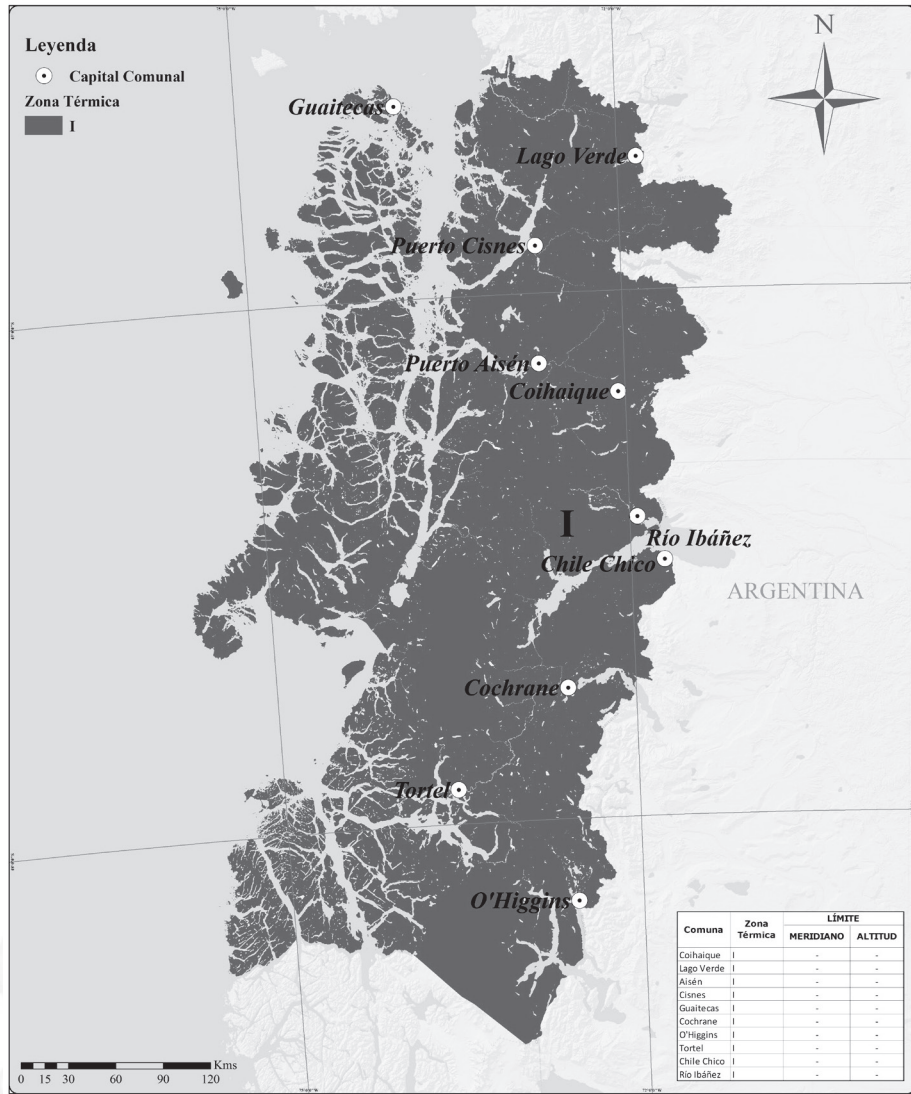 Leyenda
Capital Comunal
Zona Térmica
I
N
Guaitecas
Lago Verde
Puerto Cisnes
Puerto Aisén
Coihaique
I
Río Ibáñez
Chile Chico
ARGENTINA
Cochrane
Tortel
O'Higgins
Comuna Zona Térmica LÍMITE
MERIDIANO ALTITUD
Coihaique I - -
Lago Verde I - -
Aisén I - -
Cisnes I - -
Guaitecas I - -
Cochrane I - -
O'Higgins I - -
Tortel I - -
Chile Chico I - -
Río Ibáñez I - -
0 15 30 60 90 120 Kms